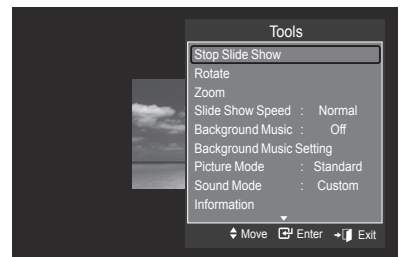 Tools
Stop Slide Show
Rotate
Zoom
Slide Show Speed : Normal
Background Music : Off
Background Music Setting
Picture Mode : Standard
Sound Mode : Custom
Information
Move Enter Exit